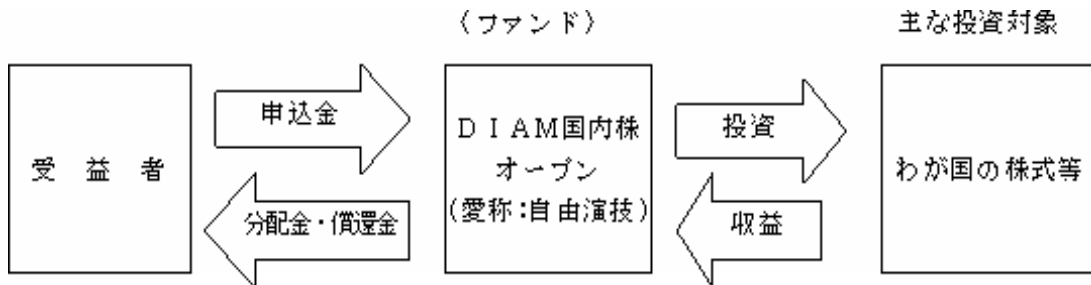 （ファンド）
主な投資対象
受　益　者
申込金
分配金・償還金
ＤＩＡＭ国内株
オープン
(愛称：自由演技)
投資
収益
わが国の株式等